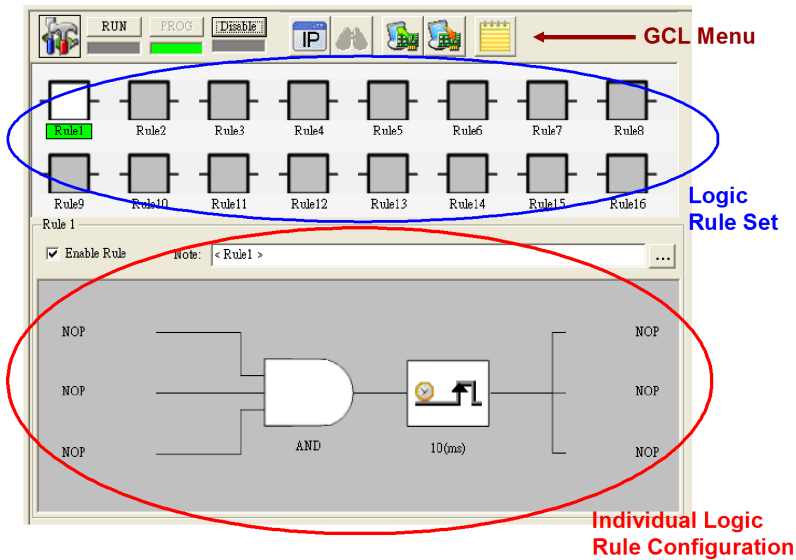 RUN PROG Disable IP GCL Menu
Rule1 Rule2 Rule3 Rule4 Rule5 Rule6 Rule7 Rule8
Rule9 Rule10 Rule11 Rule12 Rule13 Rule14 Rule15 Rule16
Logic
Rule Set
Rule 1
Enable Rule Note: < Rule1 > ...
NOP NOP
NOP NOP
AND 10(ms)
NOP NOP
Individual Logic
Rule Configuration